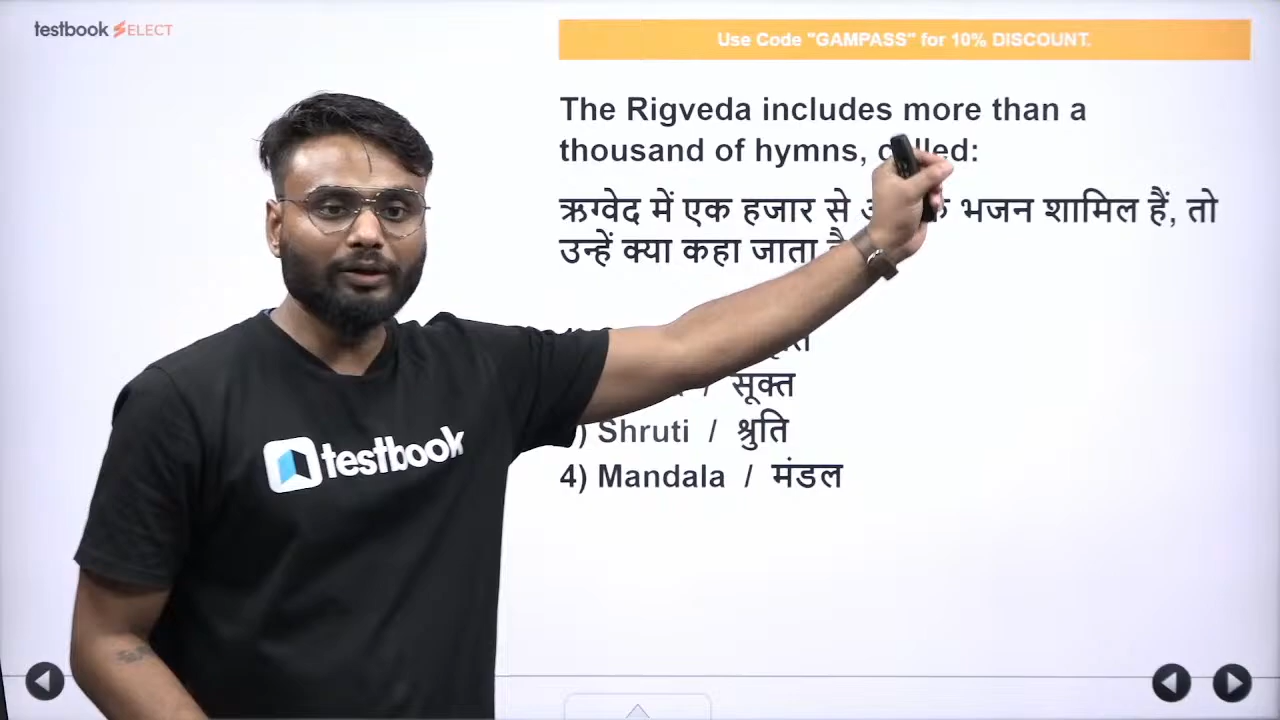 testbook SELECT
Use Code "GAMPASS" for 10% DISCOUNT.
The Rigveda includes more than a
thousand of hymns, called:
ऋग्वेद में एक हजार से भजन शामिल हैं, तो
उन्हें क्या कहा जाता
/ सूक्त
) Shruti / श्रुति
4) Mandala / मंडल
testbook